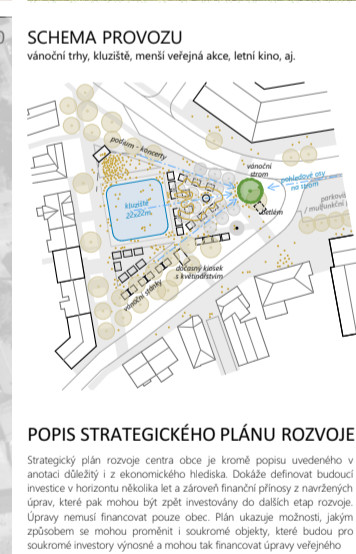 SCHEMA PROVOZU
vánoční trhy, kluziště, menší veřejná akce, letní kino, aj.
podium - koncerty
vánoční
strom
pohledové osy
na strom
kluziště
22x22m
betlém
parkova
/ multifunkční
dočasný kiosek
s květinářstvím
vánoční stánky
POPIS STRATEGICKÉHO PLÁNU ROZVOJE
Strategický plán rozvoje centra obce je kromě popisu uvedeného v
anotaci důležitý i z ekonomického hlediska. Dokáže definovat budoucí
investice v horizontu několika let a zároveň finanční přínosy z navržených
úprav, které pak mohou být zpět investovány do dalších etap rozvoje.
Úpravy nemusí financovat pouze obec. Plán ukazuje možnosti, jakým
způsobem se mohou proměnit i soukromé objekty, které budou pro
soukromé investory výnosné a mohou tak financovat úpravy veřejného